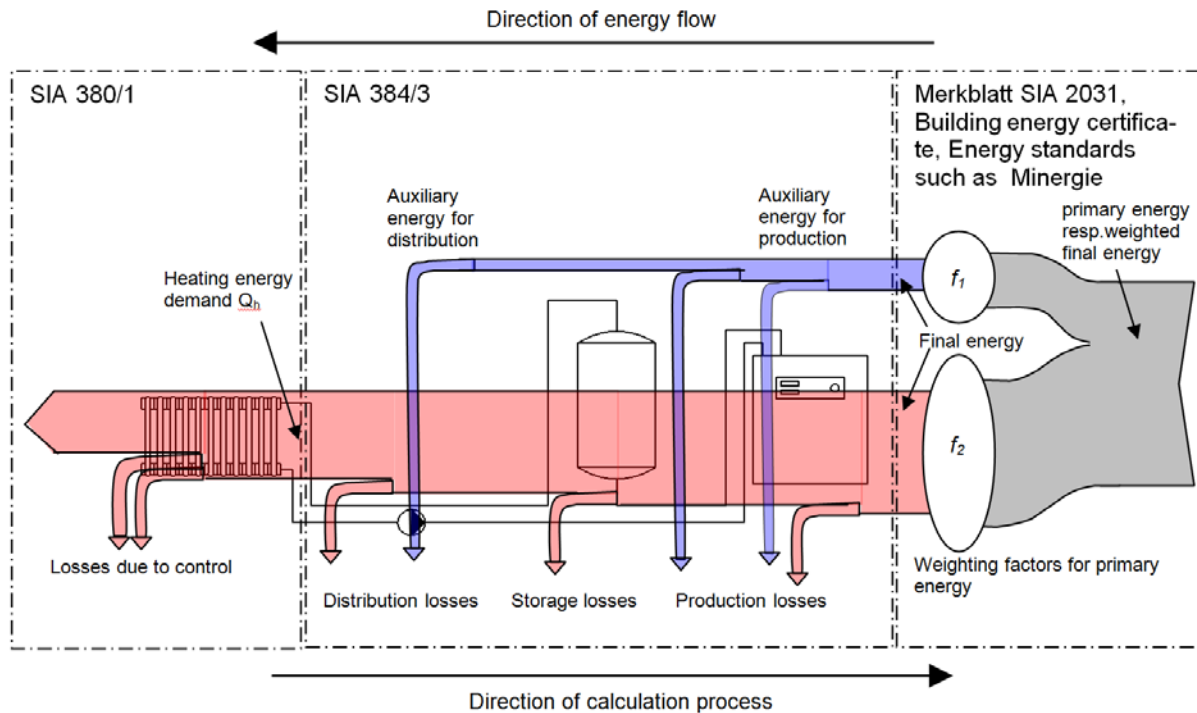 Direction of energy flow
SIA 380/1
SIA 384/3
Merkblatt SIA 2031,
Building energy certifica-
te, Energy standards
such as Minergie
Auxiliary
energy for
distribution
Auxiliary
energy for
production
primary energy
resp.weighted
final energy
Heating energy
demand Qh
f1
Final energy
f2
Losses due to control
Distribution losses
Storage losses
Production losses
Weighting factors for primary
energy
Direction of calculation process